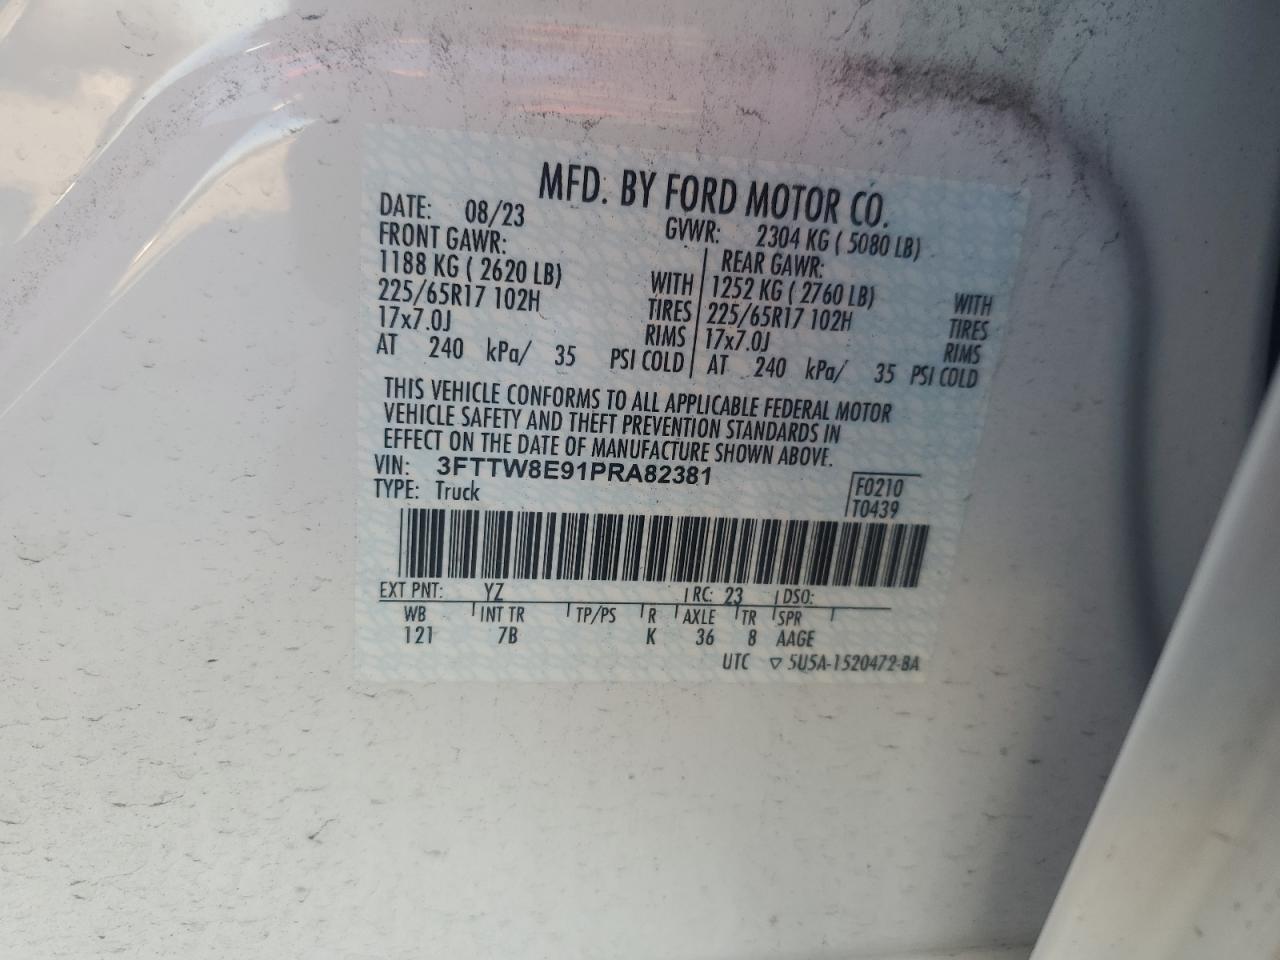 MFD. BY FORD MOTOR CO.
DATE: 08/23 GVWR: 2304 KG ( 5080 LB)
FRONT GAWR: REAR GAWR:
1188 KG ( 2620 LB) WITH 1252 KG ( 2760 LB) WITH
225/65R17 102H TIRES 225/65R17 102H TIRES
17x7.0J RIMS 17x7.0J RIMS
AT 240 kPa/ 35 PSI COLD AT 240 kPa/ 35 PSI COLD
THIS VEHICLE CONFORMS TO ALL APPLICABLE FEDERAL MOTOR
VEHICLE SAFETY AND THEFT PREVENTION STANDARDS IN
EFFECT ON THE DATE OF MANUFACTURE SHOWN ABOVE.
VIN: 3FTTW8E91PRA82381
TYPE: Truck F0210
T0439
EXT PNT: YZ RC: 23 DSO:
WB INT TR TP/PS R AXLE TR SPR
121 7B K 36 8 AAGE
UTC ▽ 5U5A-1520472-BA